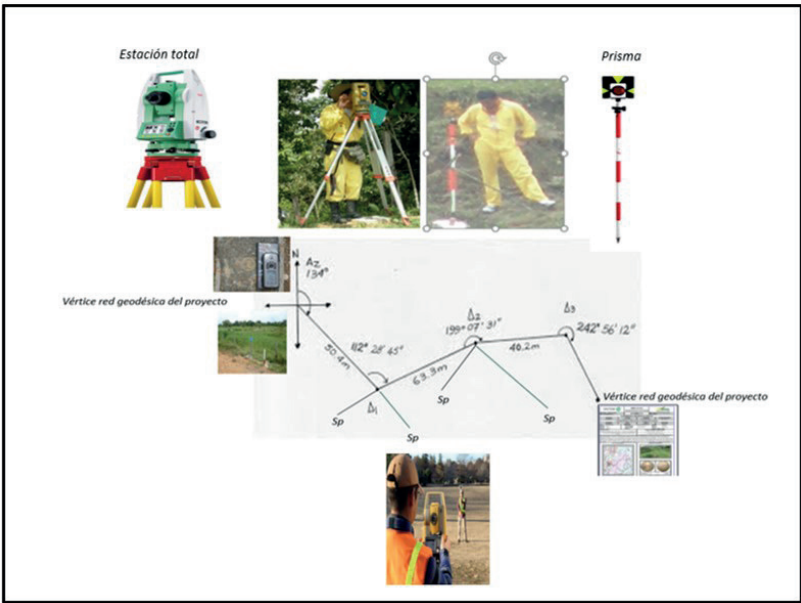 Estación total
Prisma
N
Az
134°
Vértice red geodésica del proyecto
50.4m
112° 28' 45"
Δ1
63.3m
Δ2
199° 07' 31"
40.2m
Δ3
242° 56' 12"
Sp
Sp
Sp
Sp
Vértice red geodésica del proyecto